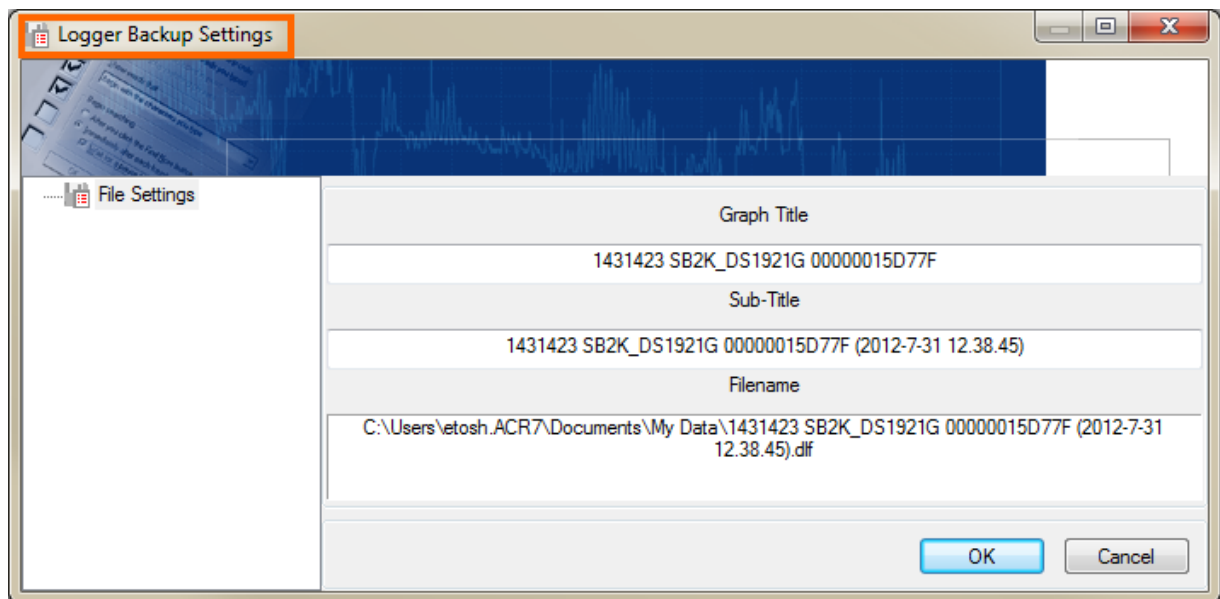 Logger Backup Settings
File Settings
Graph Title
1431423 SB2K_DS1921G 00000015D77F
Sub-Title
1431423 SB2K_DS1921G 00000015D77F (2012-7-31 12.38.45)
Filename
C:\Users\etosh.ACR7\Documents\My Data\1431423 SB2K_DS1921G 00000015D77F (2012-7-31
12.38.45).dlf
OK
Cancel